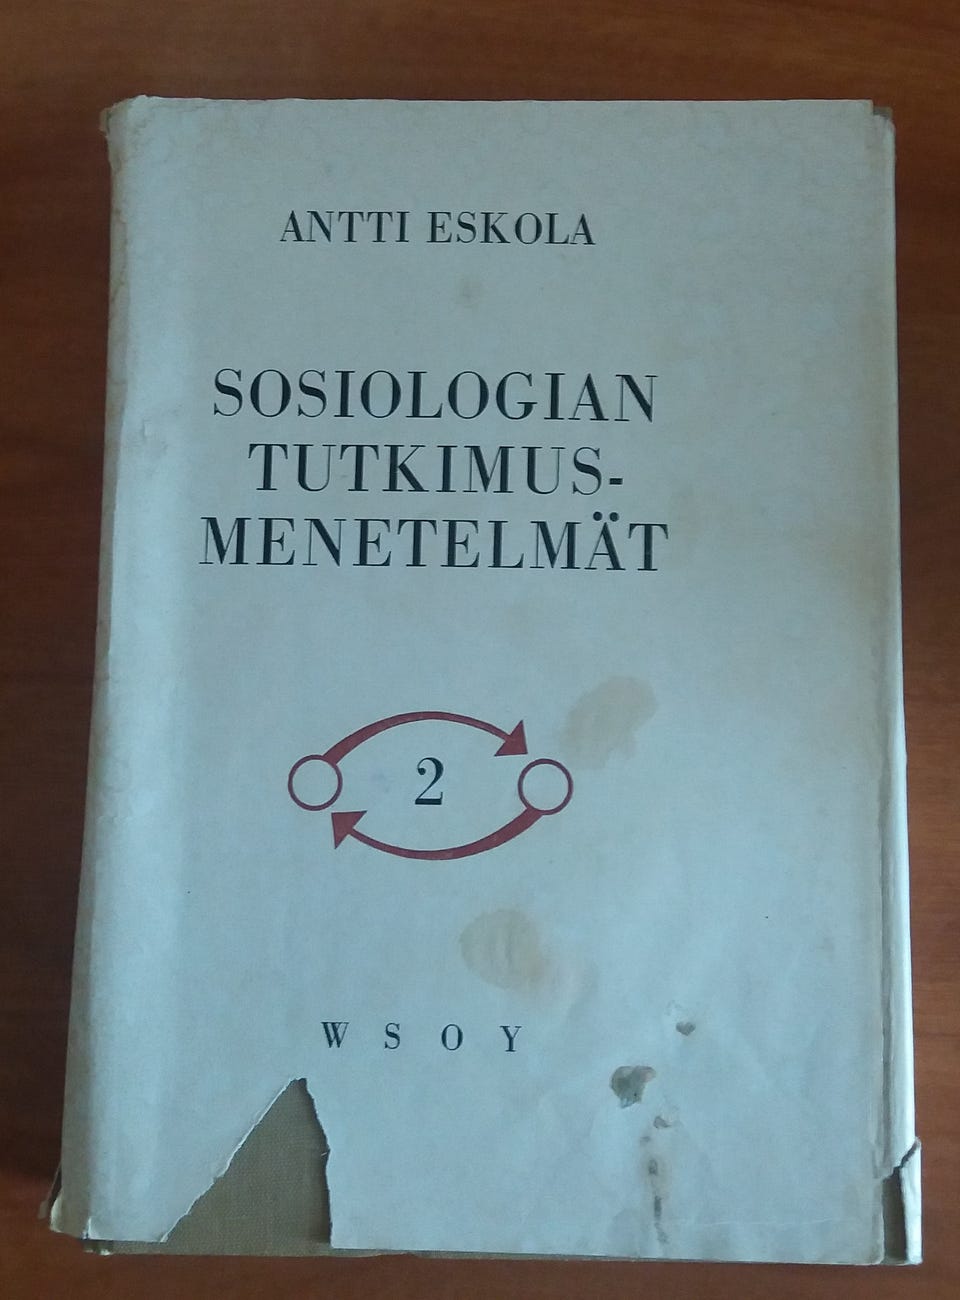 ANTTI ESKOLA
SOSIOLOGIAN
TUTKIMUS-
MENETELMÄT
2
W S O Y